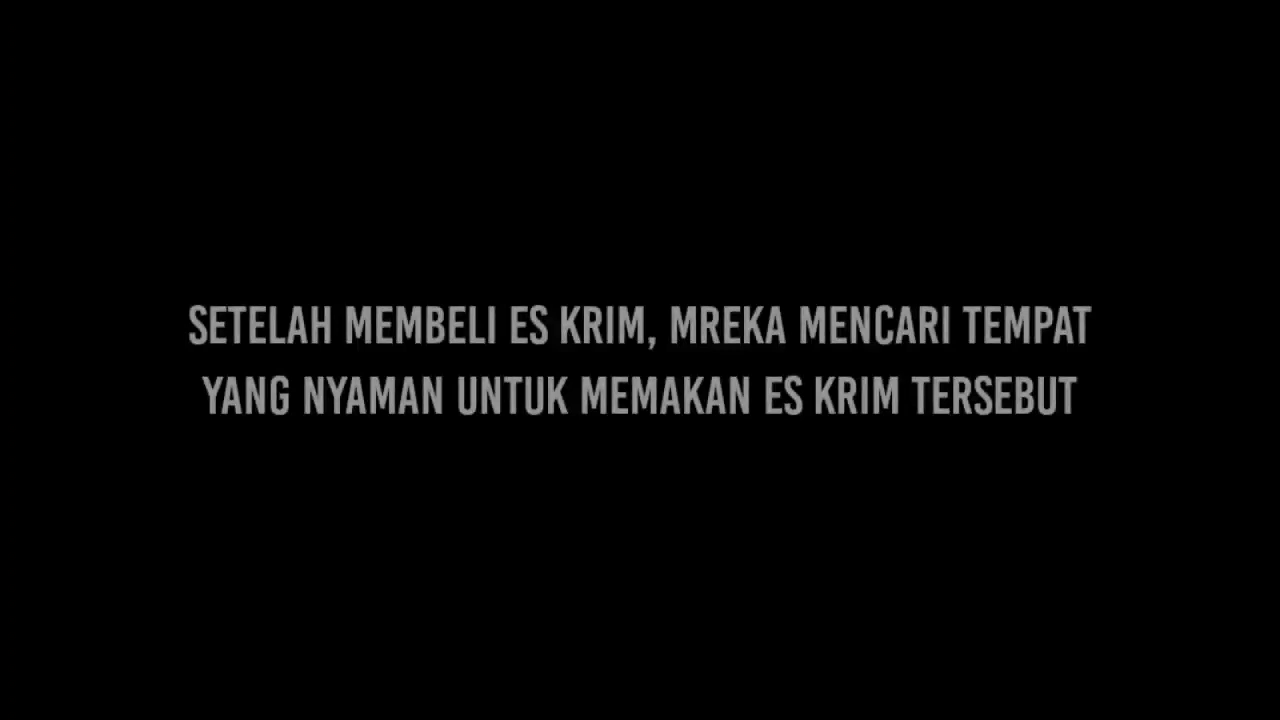 SETELAH MEMBELI ES KRIM, MREKA MENCARI TEMPAT
YANG NYAMAN UNTUK MEMAKAN ES KRIM TERSEBUT